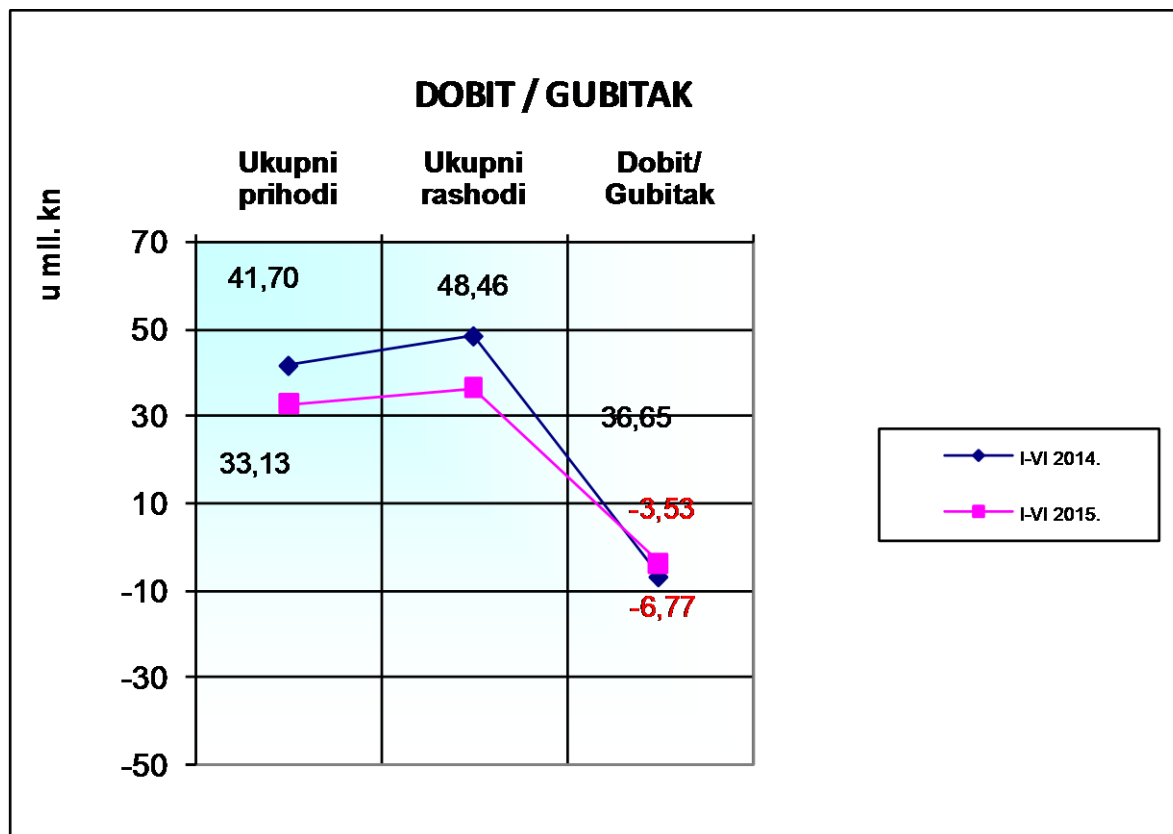 DOBIT / GUBITAK
Ukupni
prihodi
Ukupni
rashodi
Dobit/
Gubitak
u mll. kn
70
50
30
10
-10
-30
-50
41,70
48,46
33,13
36,65
-3,53
-6,77
I-VI 2014.
I-VI 2015.